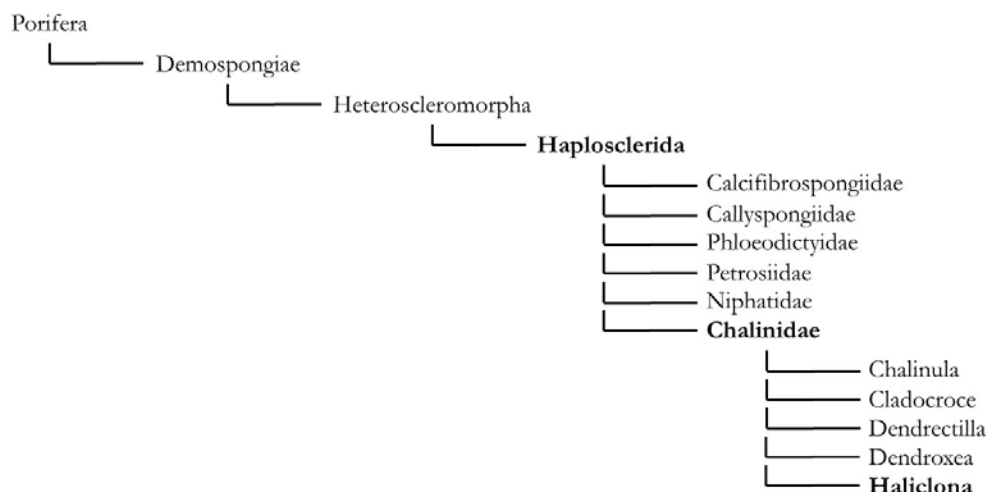 Porifera
Demospongiae
Heteroscleromorpha
Haplosclerida
Calcifibrospongiidae
Callyspongiidae
Phloeodictyidae
Petrosiidae
Niphatidae
Chalinidae
Chalinula
Cladocroce
Dendrectilla
Dendroxea
Haliclona